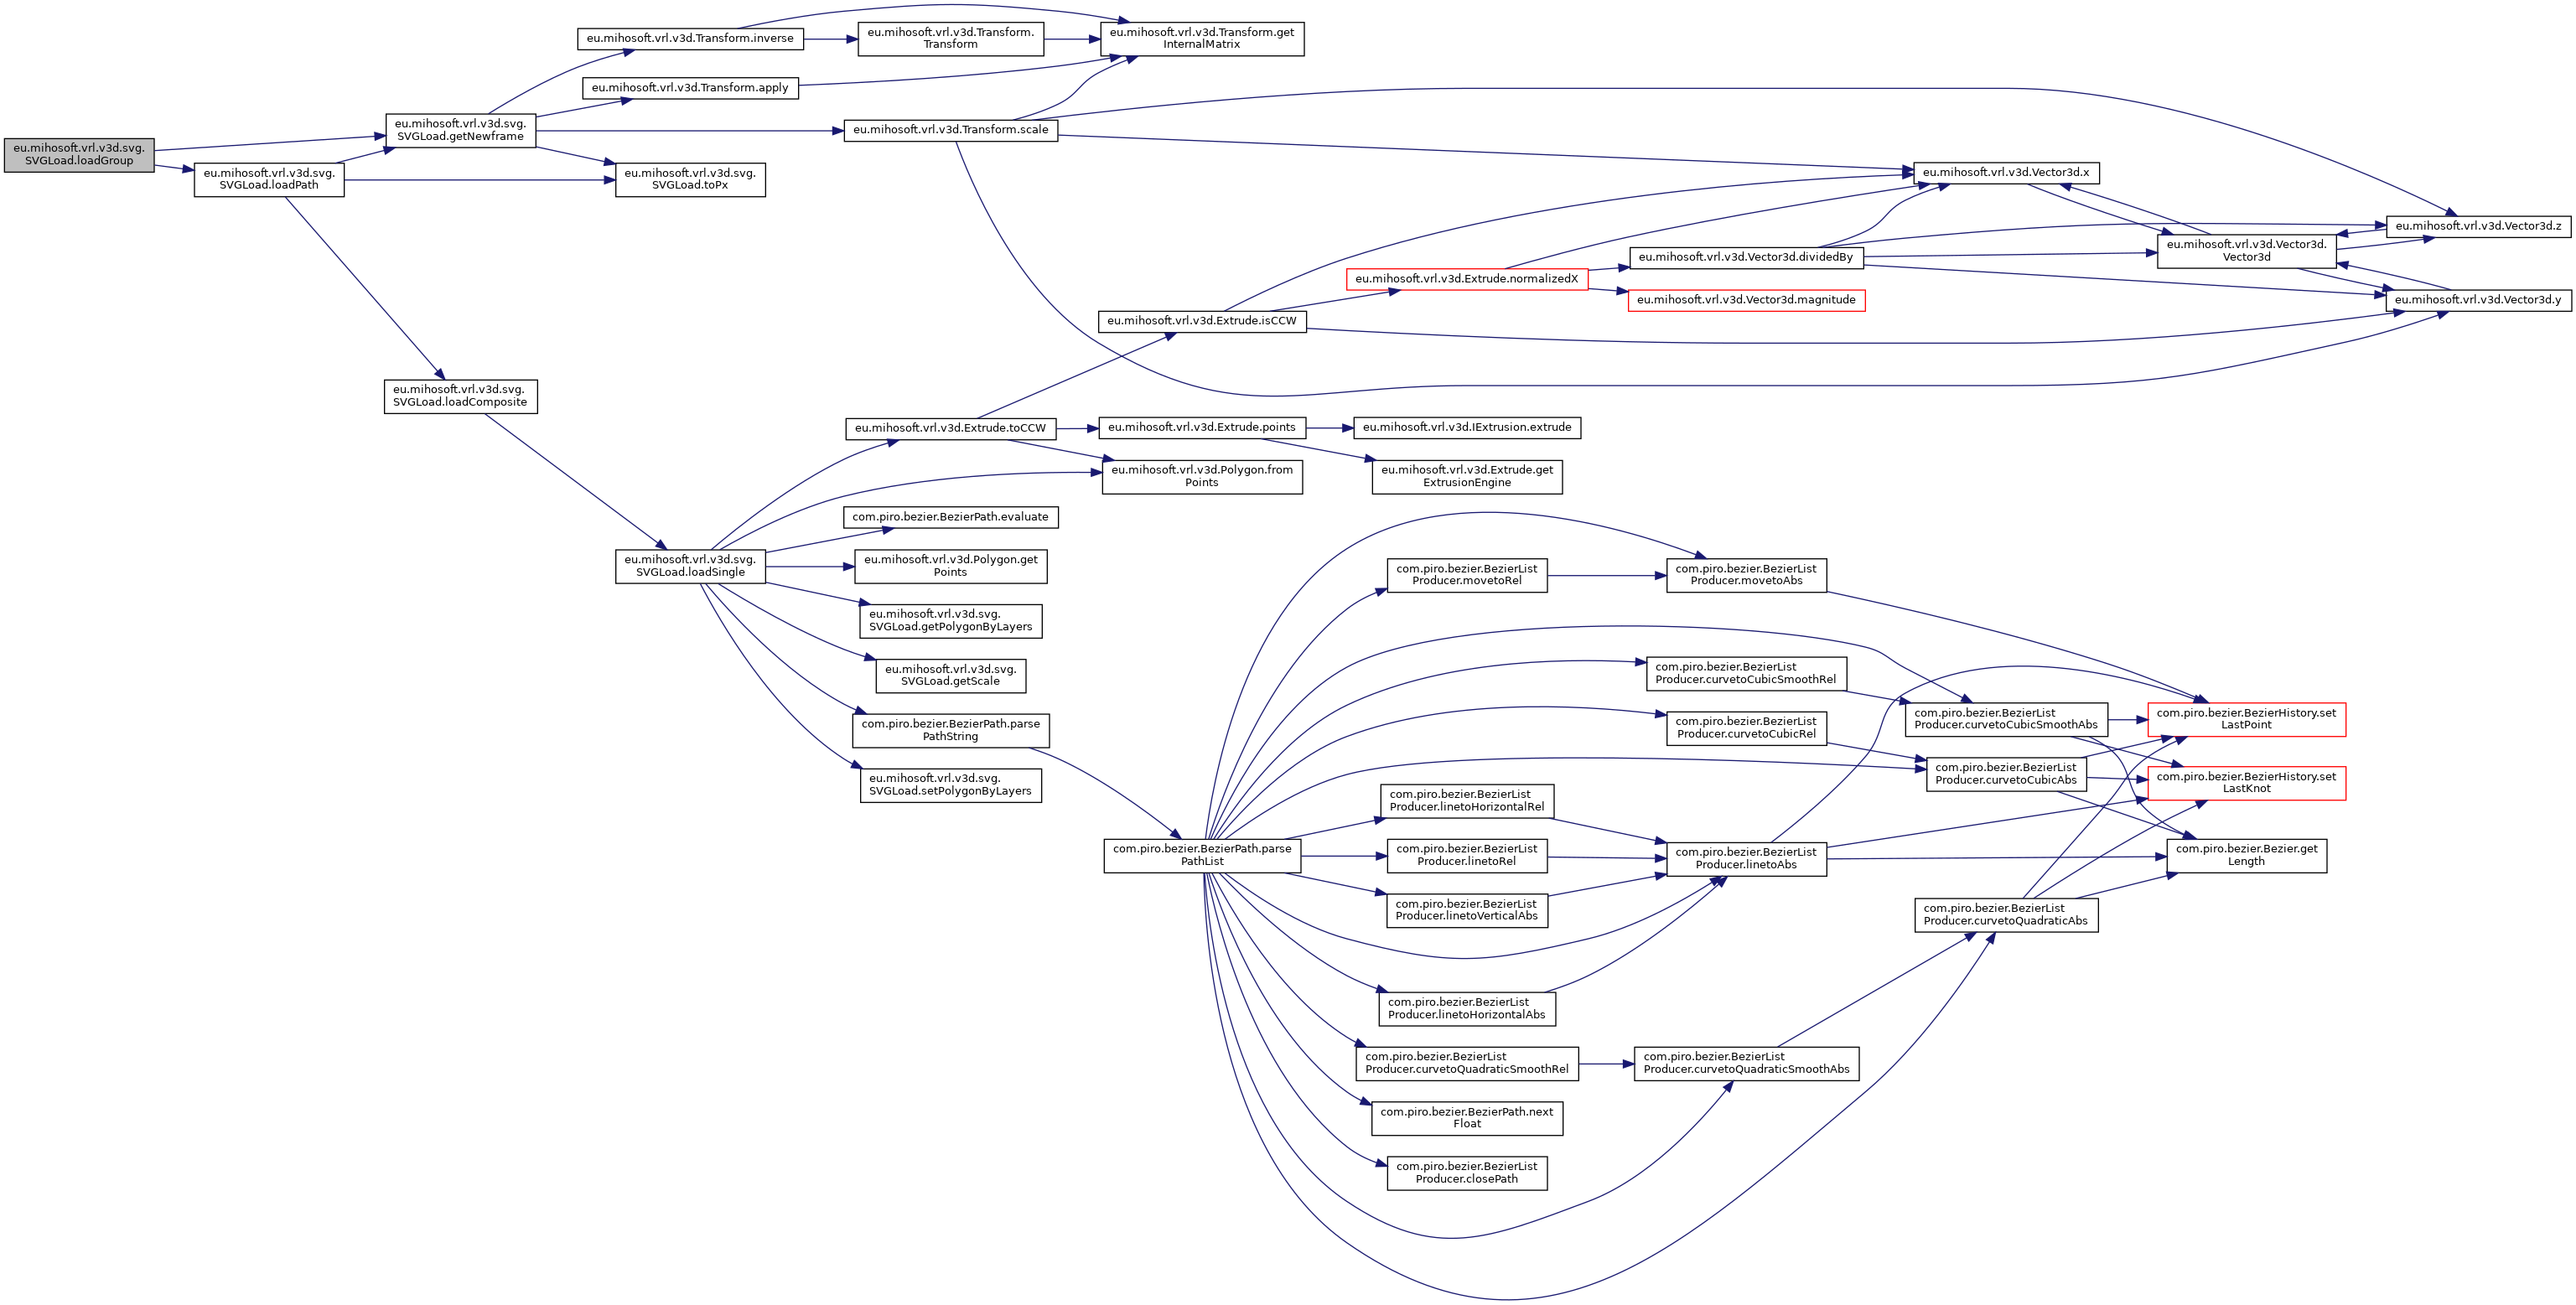 eu.mihosoft.vrl.v3d.svg.
SVGLoad.loadGroup
eu.mihosoft.vrl.v3d.svg.
SVGLoad.getNewframe
eu.mihosoft.vrl.v3d.svg.
SVGLoad.loadPath
eu.mihosoft.vrl.v3d.Transform.inverse
eu.mihosoft.vrl.v3d.Transform.apply
eu.mihosoft.vrl.v3d.Transform.
Transform
eu.mihosoft.vrl.v3d.Transform.get
InternalMatrix
eu.mihosoft.vrl.v3d.Transform.scale
eu.mihosoft.vrl.v3d.svg.
SVGLoad.toPx
eu.mihosoft.vrl.v3d.Vector3d.x
eu.mihosoft.vrl.v3d.Vector3d.z
eu.mihosoft.vrl.v3d.Vector3d.
Vector3d
eu.mihosoft.vrl.v3d.Vector3d.dividedBy
eu.mihosoft.vrl.v3d.Extrude.normalizedX
eu.mihosoft.vrl.v3d.Vector3d.magnitude
eu.mihosoft.vrl.v3d.Vector3d.y
eu.mihosoft.vrl.v3d.Extrude.isCCW
eu.mihosoft.vrl.v3d.svg.
SVGLoad.loadComposite
eu.mihosoft.vrl.v3d.Extrude.toCCW
eu.mihosoft.vrl.v3d.Extrude.points
eu.mihosoft.vrl.v3d.IExtrusion.extrude
eu.mihosoft.vrl.v3d.Polygon.from
Points
eu.mihosoft.vrl.v3d.Extrude.get
ExtrusionEngine
com.piro.bezier.BezierPath.evaluate
eu.mihosoft.vrl.v3d.svg.
SVGLoad.loadSingle
eu.mihosoft.vrl.v3d.Polygon.get
Points
eu.mihosoft.vrl.v3d.svg.
SVGLoad.getPolygonByLayers
eu.mihosoft.vrl.v3d.svg.
SVGLoad.getScale
com.piro.bezier.BezierPath.parse
PathString
eu.mihosoft.vrl.v3d.svg.
SVGLoad.setPolygonByLayers
com.piro.bezier.BezierPath.parse
PathList
com.piro.bezier.BezierList
Producer.movetoRel
com.piro.bezier.BezierList
Producer.movetoAbs
com.piro.bezier.BezierList
Producer.curvetoCubicSmoothRel
com.piro.bezier.BezierList
Producer.curvetoCubicRel
com.piro.bezier.BezierList
Producer.curvetoCubicSmoothAbs
com.piro.bezier.BezierHistory.set
LastPoint
com.piro.bezier.BezierList
Producer.curvetoCubicAbs
com.piro.bezier.BezierHistory.set
LastKnot
com.piro.bezier.BezierList
Producer.linetoHorizontalRel
com.piro.bezier.BezierList
Producer.linetoRel
com.piro.bezier.BezierList
Producer.linetoAbs
com.piro.bezier.Bezier.get
Length
com.piro.bezier.BezierList
Producer.linetoVerticalAbs
com.piro.bezier.BezierList
Producer.curvetoQuadraticAbs
com.piro.bezier.BezierList
Producer.linetoHorizontalAbs
com.piro.bezier.BezierList
Producer.curvetoQuadraticSmoothRel
com.piro.bezier.BezierList
Producer.curvetoQuadraticSmoothAbs
com.piro.bezier.BezierPath.next
Float
com.piro.bezier.BezierList
Producer.closePath